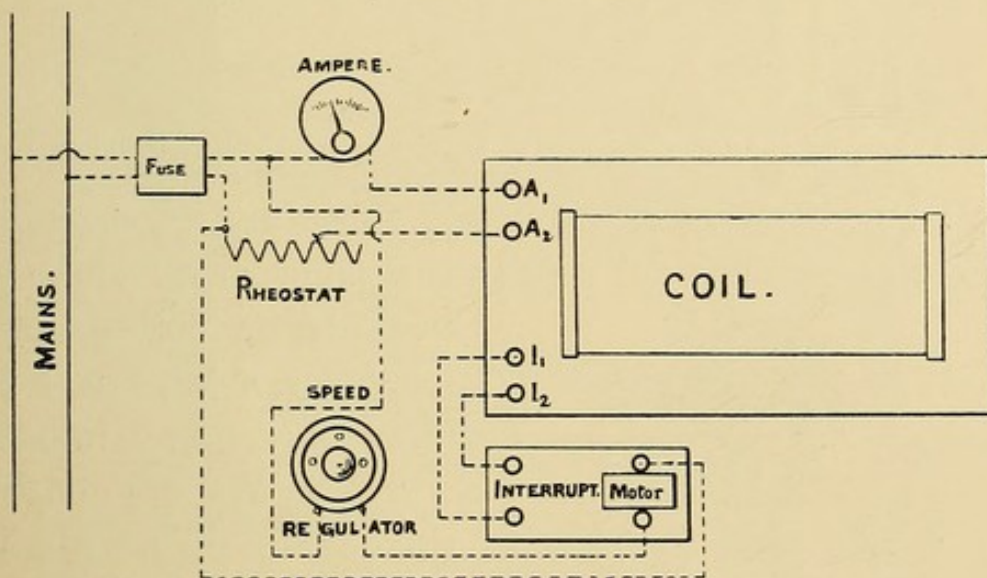 AMPERE.
FUSE
A₁
A₂
RHEOSTAT
COIL.
MAINS.
I₁
I₂
SPEED
REGULATOR
INTERRUPT.
Motor